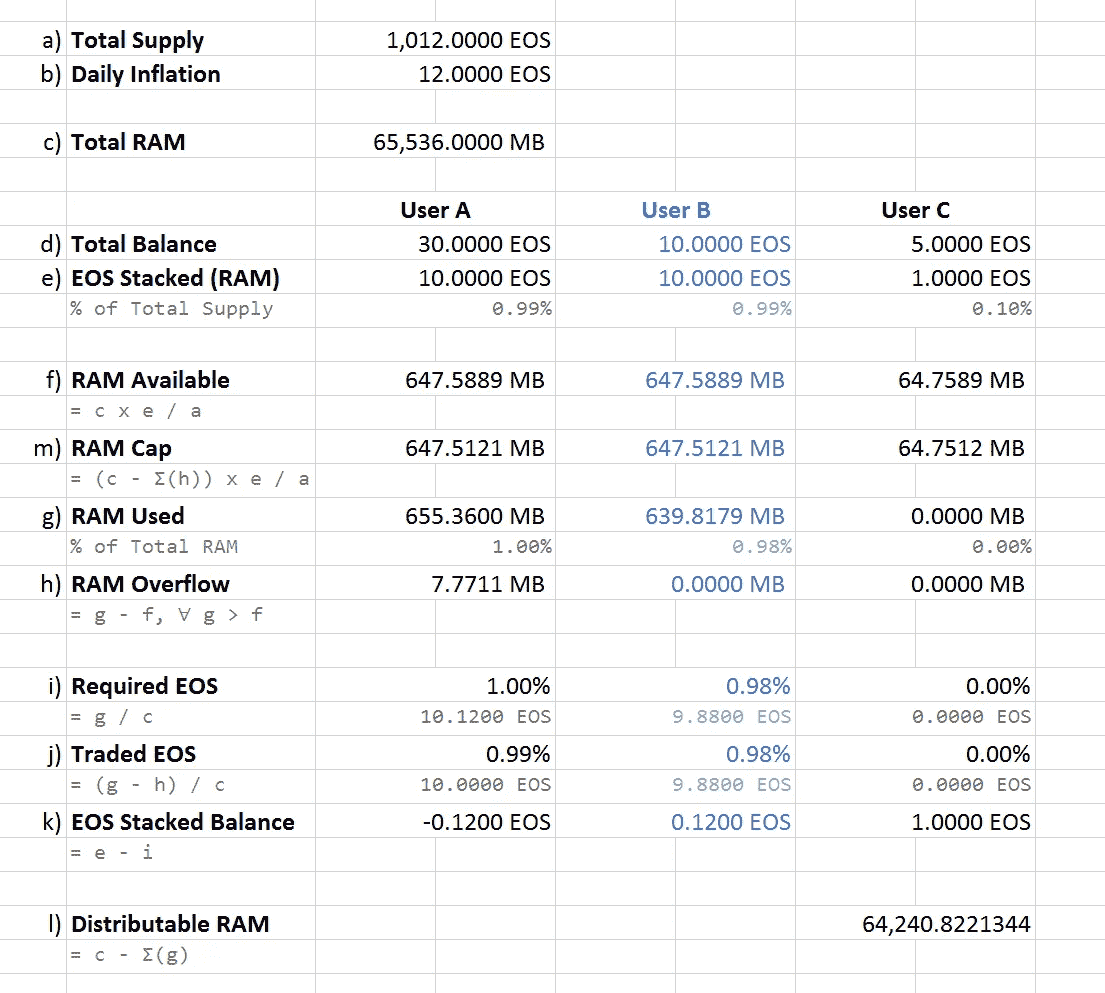 a) Total Supply 1,012.0000 EOS
b) Daily Inflation 12.0000 EOS
c) Total RAM 65,536.0000 MB
User A User B User C
d) Total Balance 30.0000 EOS 10.0000 EOS 5.0000 EOS
e) EOS Stacked (RAM) 10.0000 EOS 10.0000 EOS 1.0000 EOS
% of Total Supply 0.99% 0.99% 0.10%
f) RAM Available 647.5889 MB 647.5889 MB 64.7589 MB
= c x e / a
m) RAM Cap 647.5121 MB 647.5121 MB 64.7512 MB
= (c - Σ(h)) x e / a
g) RAM Used 655.3600 MB 639.8179 MB 0.0000 MB
% of Total RAM 1.00% 0.98% 0.00%
h) RAM Overflow 7.7711 MB 0.0000 MB 0.0000 MB
= g - f, ∀ g > f
i) Required EOS 1.00% 0.98% 0.00%
= g / c 10.1200 EOS 9.8800 EOS 0.0000 EOS
j) Traded EOS 0.99% 0.98% 0.00%
= (g - h) / c 10.0000 EOS 9.8800 EOS 0.0000 EOS
k) EOS Stacked Balance -0.1200 EOS 0.1200 EOS 1.0000 EOS
= e - i
l) Distributable RAM 64,240.8221344
= c - Σ(g)